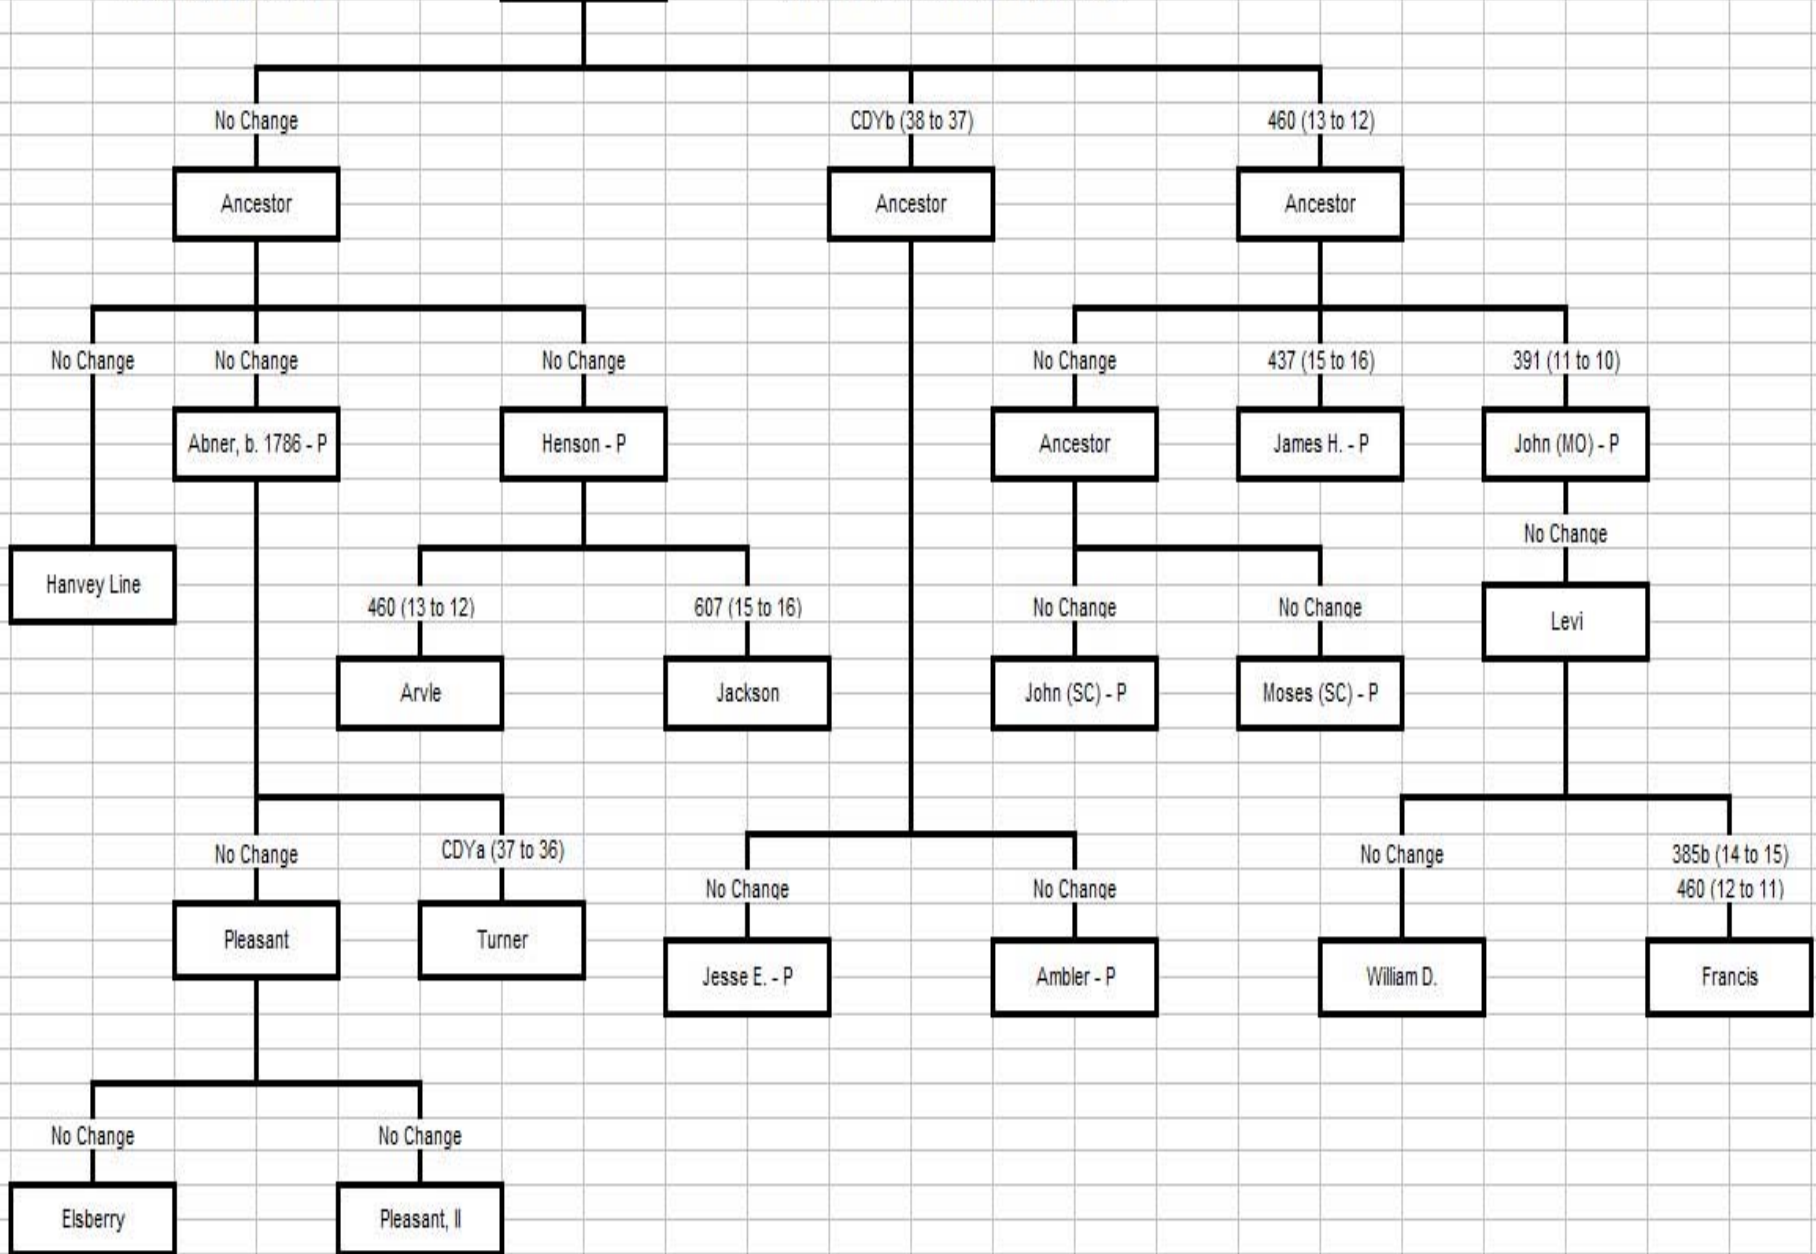 No Change
CDYb (38 to 37)
460 (13 to 12)
Ancestor
Ancestor
Ancestor
No Change
No Change
No Change
No Change
437 (15 to 16)
391 (11 to 10)
Abner, b. 1786 - P
Henson - P
Ancestor
James H. - P
John (MO) - P
No Change
Hanvey Line
460 (13 to 12)
607 (15 to 16)
No Change
No Change
Levi
Arvle
Jackson
John (SC) - P
Moses (SC) - P
No Change
CDYa (37 to 36)
No Change
385b (14 to 15)
No Change
No Change
460 (12 to 11)
Pleasant
Turner
Jesse E. - P
Ambler - P
William D.
Francis
No Change
No Change
Elsberry
Pleasant, II